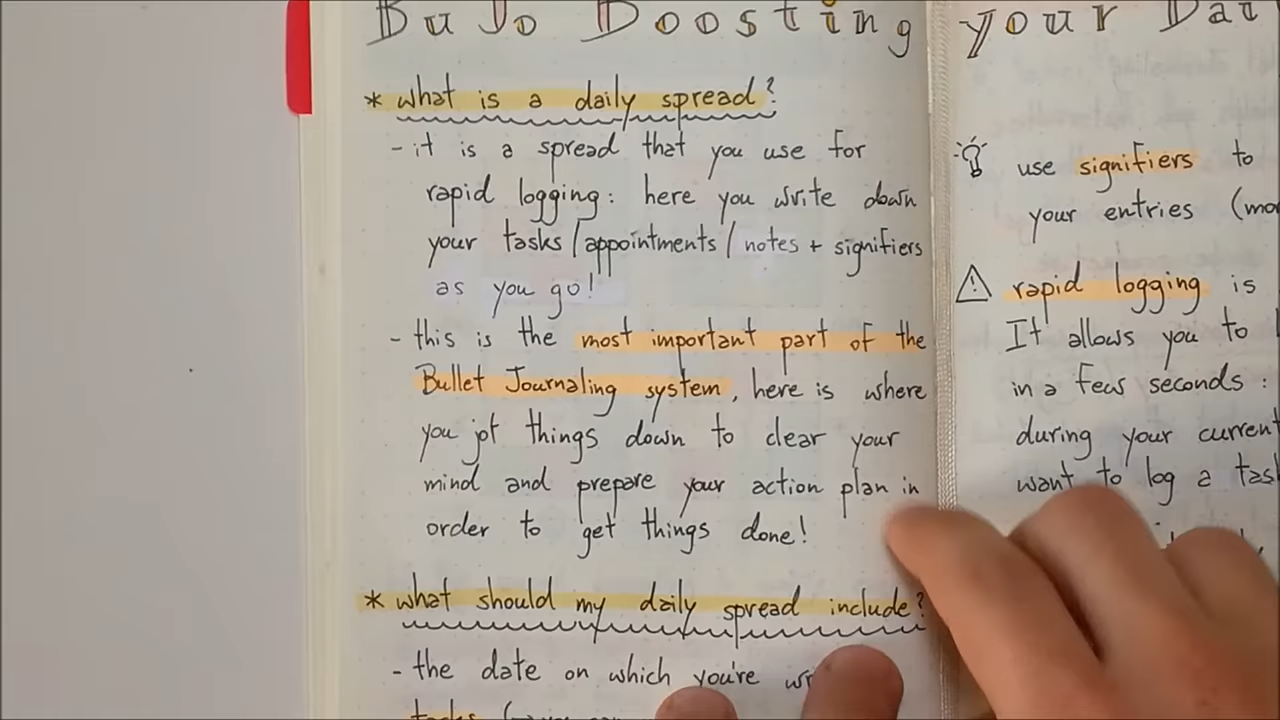 BuJo Boosting your
* what is a daily spread?
- it is a spread that you use for
rapid logging: here you write down
your tasks/appointments/notes + signifiers
as you go!
- this is the most important part of the
Bullet Journaling system, here is where
you jot things down to clear your
mind and prepare your action plan in
order to get things done!
* what should my daily spread include?
- the date on which you're
tasks
use signifiers to
your entries
rapid logging is
It allows you to
in a few seconds:
during your current
want to log a task